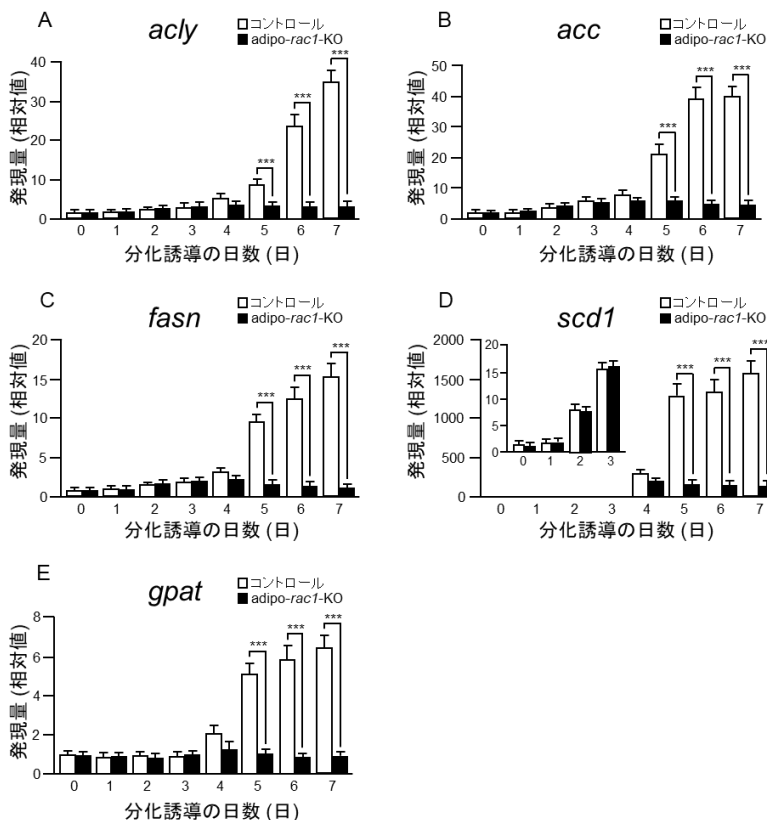 A
acly
□コントロール
■adipo-rac1-KO
発現量 (相対値)
40
30
20
10
0
***
***
***
0 1 2 3 4 5 6 7
分化誘導の日数 (日)
B
acc
□コントロール
■adipo-rac1-KO
発現量 (相対値)
50
40
30
20
10
0
***
***
***
0 1 2 3 4 5 6 7
分化誘導の日数 (日)
C
fasn
□コントロール
■adipo-rac1-KO
発現量 (相対値)
20
15
10
5
0
***
***
***
0 1 2 3 4 5 6 7
分化誘導の日数 (日)
D
scd1
□コントロール
■adipo-rac1-KO
発現量 (相対値)
2000
1500
1000
500
0
20
15
10
5
0
0 1 2 3
***
***
***
0 1 2 3 4 5 6 7
分化誘導の日数 (日)
E
gpat
□コントロール
■adipo-rac1-KO
発現量 (相対値)
8
6
4
2
0
***
***
***
0 1 2 3 4 5 6 7
分化誘導の日数 (日)